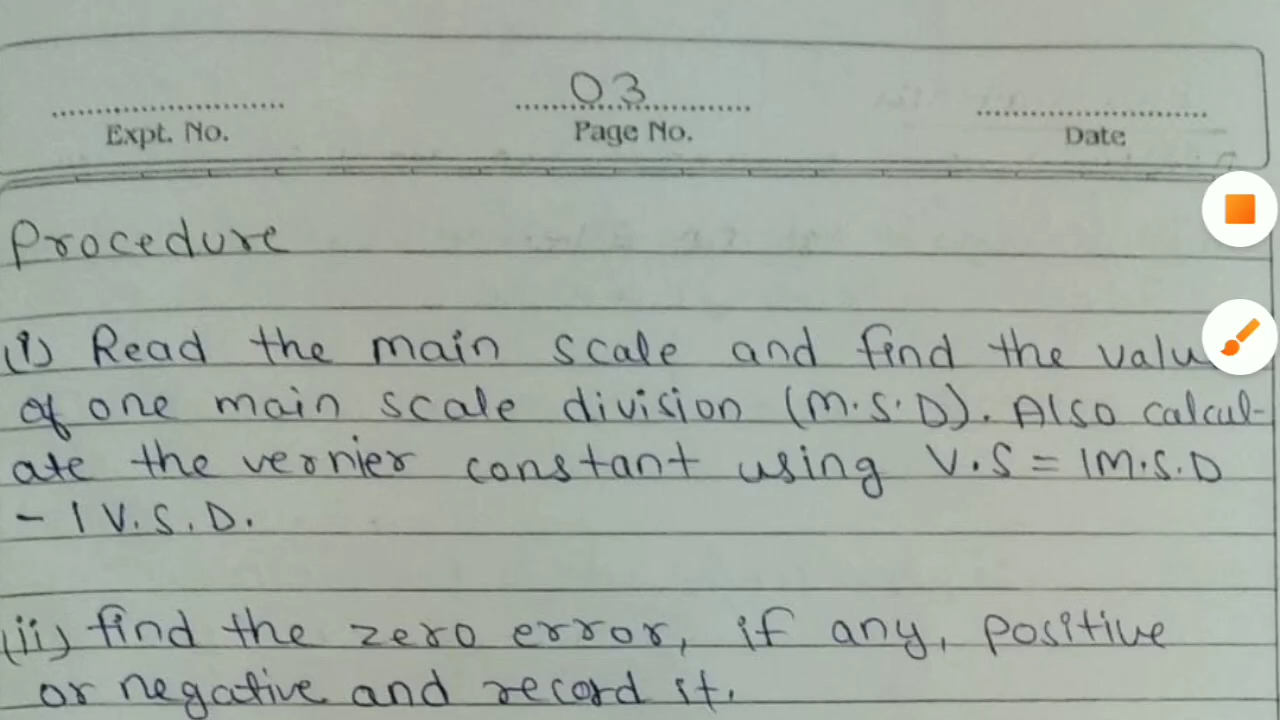 03
Expt. No.
Page No.
Date
Procedure
(i) Read the main scale and find the valu
of one main scale division (M.S.D). Also calcul-
ate the vernier constant using V.S = 1M.S.D
- 1 V.S.D.
(ii) find the zero error, if any, positive
or negative and record it.